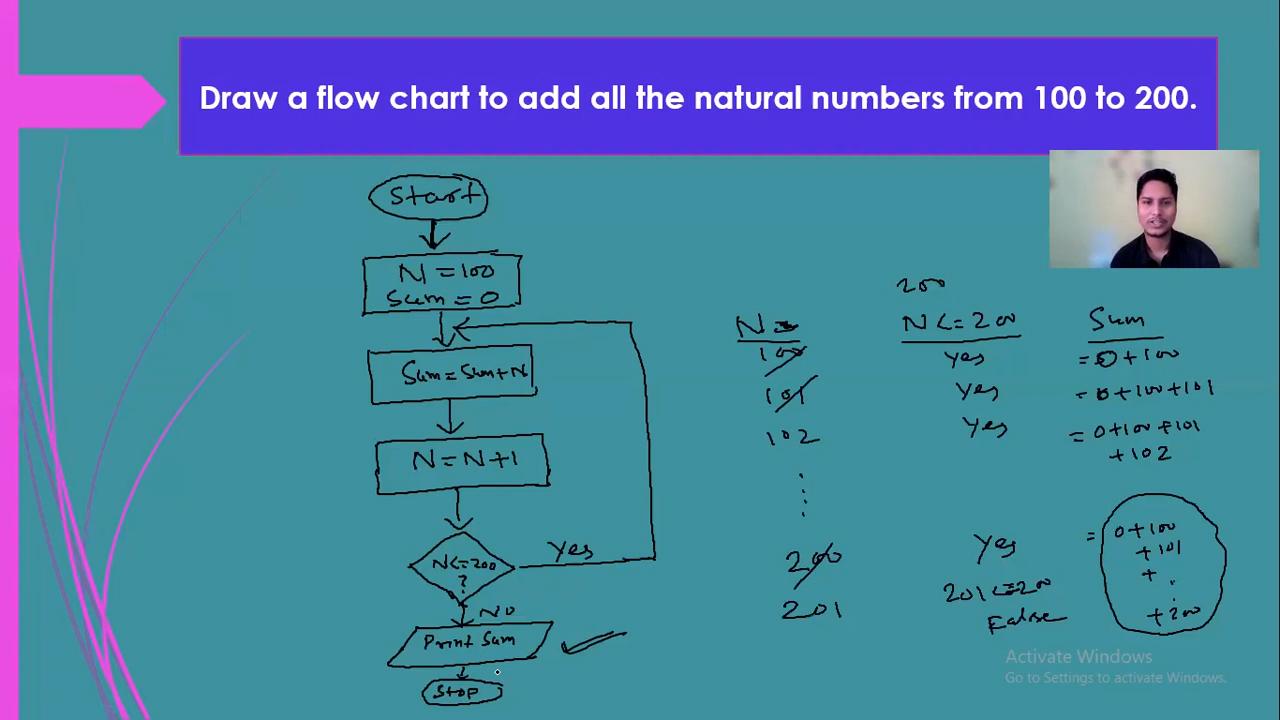 Draw a flow chart to add all the natural numbers from 100 to 200.
Start
N = 100
Sum = 0
Sum = Sum + N
N = N + 1
N <= 200
?
Yes
NO
Print Sum
Stop
200
N = N <= 200 Sum
100 Yes = 0 + 100
101 Yes = 0 + 100 + 101
102 Yes = 0 + 100 + 101
+ 102
200 Yes = 0 + 100
+ 101
+
201 201 <= 200
+ 200
False
Activate Windows
Go to Settings to activate Windows.